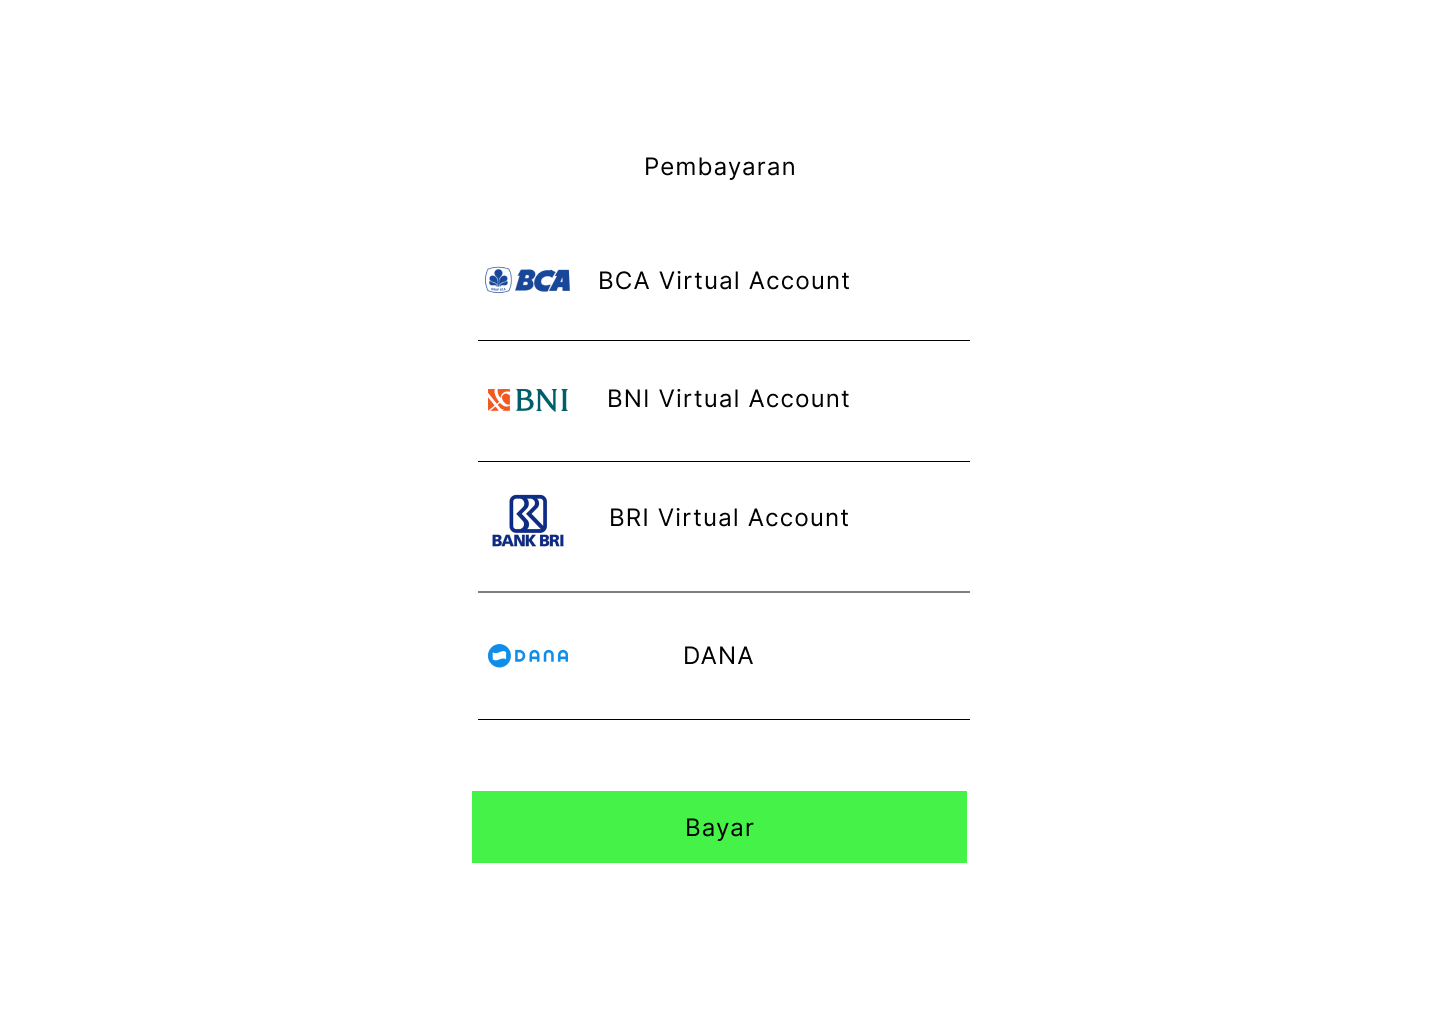 Pembayaran
BCA BCA Virtual Account
BNI BNI Virtual Account
BRI Virtual Account
BANK BRI
DANA DANA
Bayar